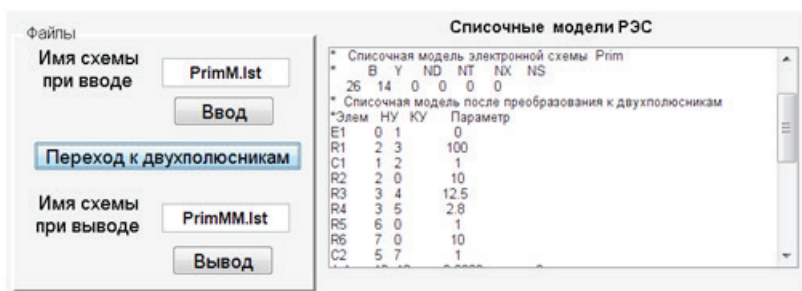 Файлы
Имя схемы
при вводе
PrimM.lst
Ввод
Переход к двухполюсникам
Имя схемы
при выводе
PrimMM.lst
Вывод
Списочные модели РЭС
* Списочная модель электронной схемы Prim
* В Y ND NT NX NS
26 14 0 0 0 0
* Списочная модель после преобразования к двухполюсникам
*Элем НУ КУ Параметр
E1 0 1 0
R1 2 3 100
C1 1 2 1
R2 2 0 10
R3 3 4 12.5
R4 3 5 2.8
R5 6 0 1
R6 7 0 10
C2 5 7 1